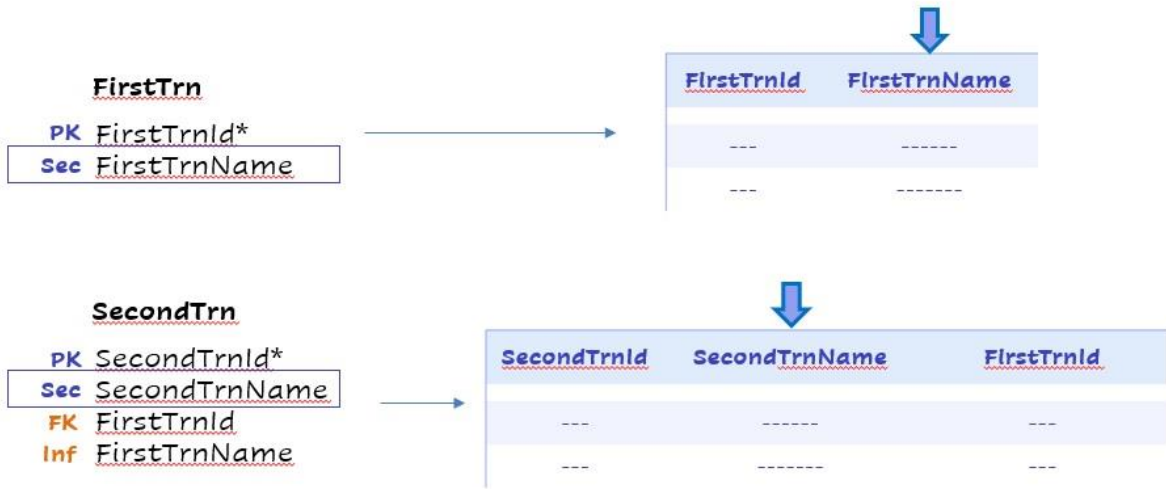 FirstTrn
PK FirstTrnId*
Sec FirstTrnName
FirstTrnId FirstTrnName
--- ------
--- -------
SecondTrn
PK SecondTrnId*
Sec SecondTrnName
FK FirstTrnId
Inf FirstTrnName
SecondTrnId SecondTrnName FirstTrnId
--- ------ ---
--- ------- ---